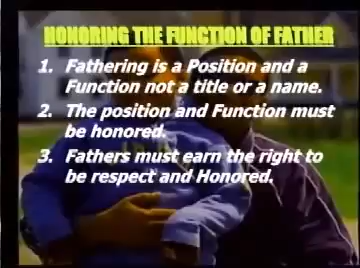 HONORING THE FUNCTION OF FATHER
1. Fathering is a Position and a
Function not a title or a name.
2. The position and Function must
be honored.
3. Fathers must earn the right to
be respect and Honored.